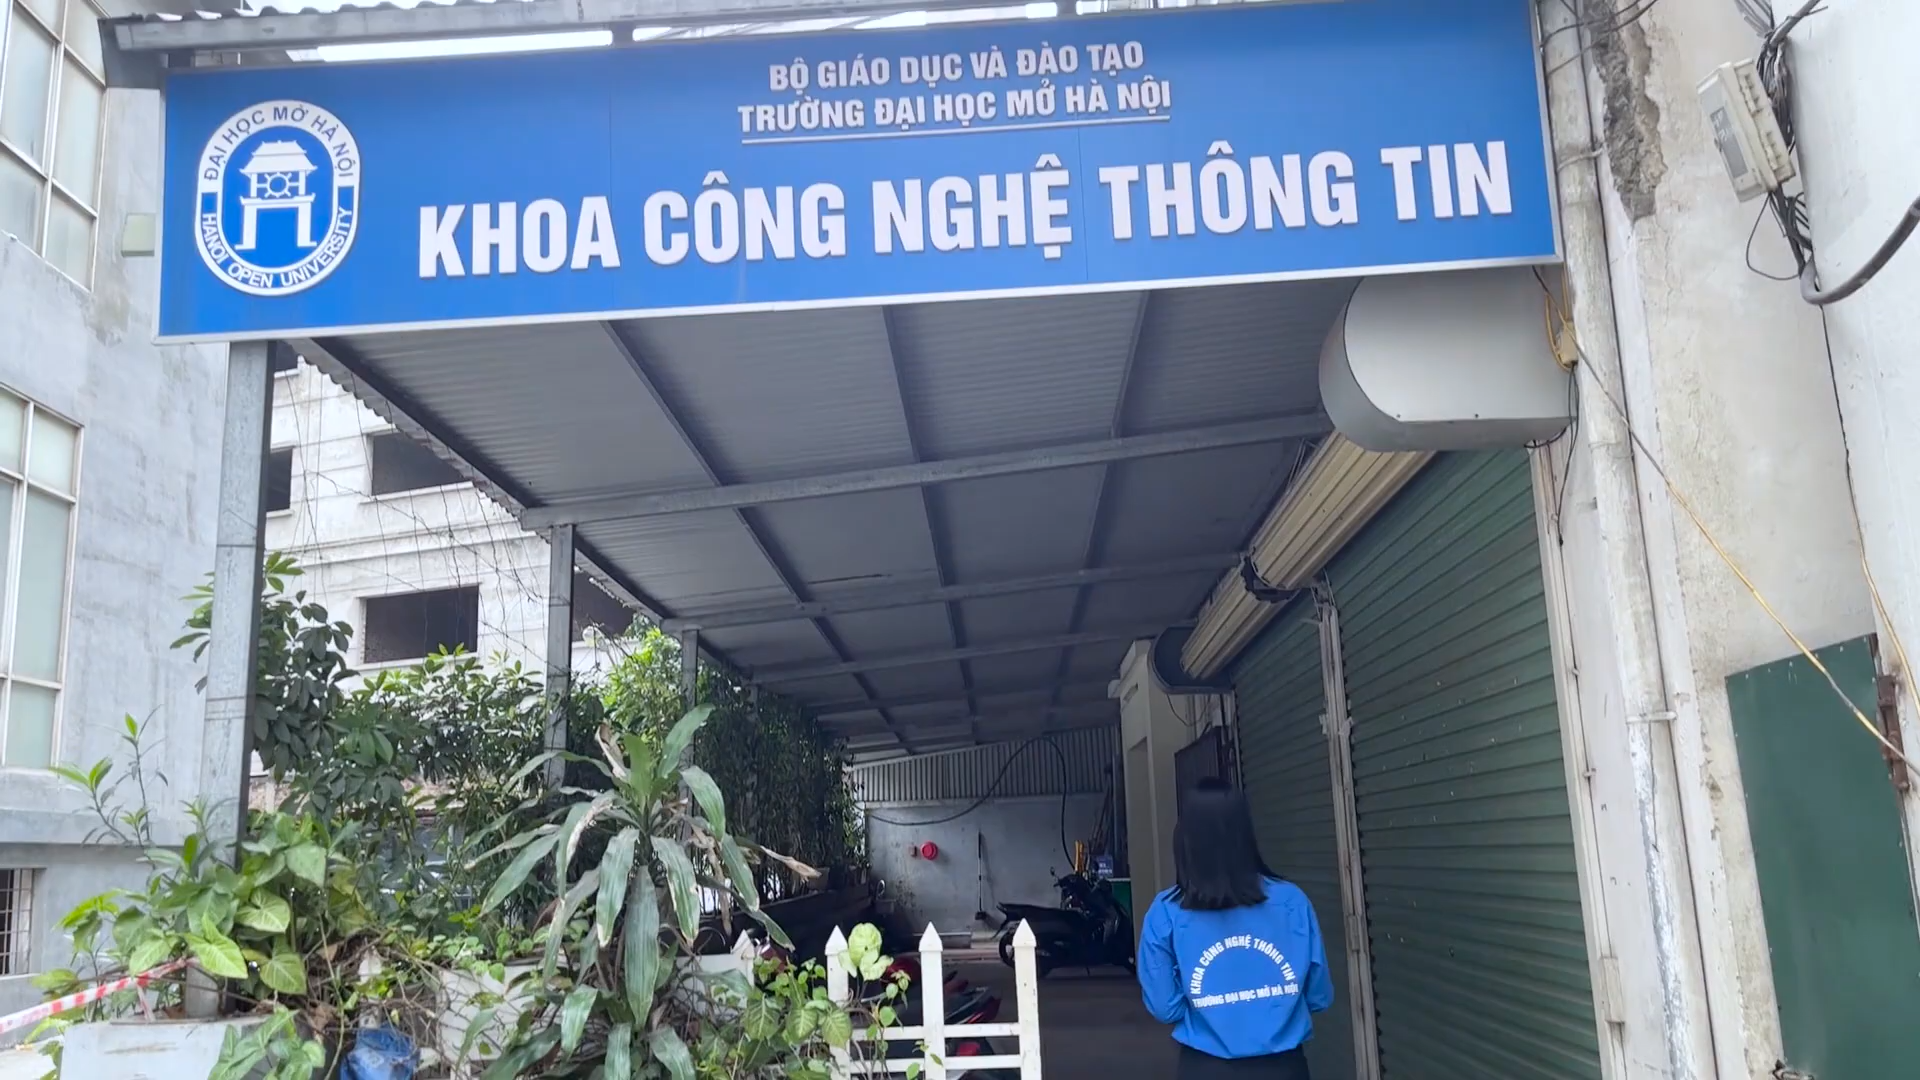 BỘ GIÁO DỤC VÀ ĐÀO TẠO
TRƯỜNG ĐẠI HỌC MỞ HÀ NỘI
KHOA CÔNG NGHỆ THÔNG TIN
ĐẠI HỌC MỞ HÀ NỘI
HANOI OPEN UNIVERSITY
KHOA CÔNG NGHỆ THÔNG TIN
TRƯỜNG ĐẠI HỌC MỞ HÀ NỘI